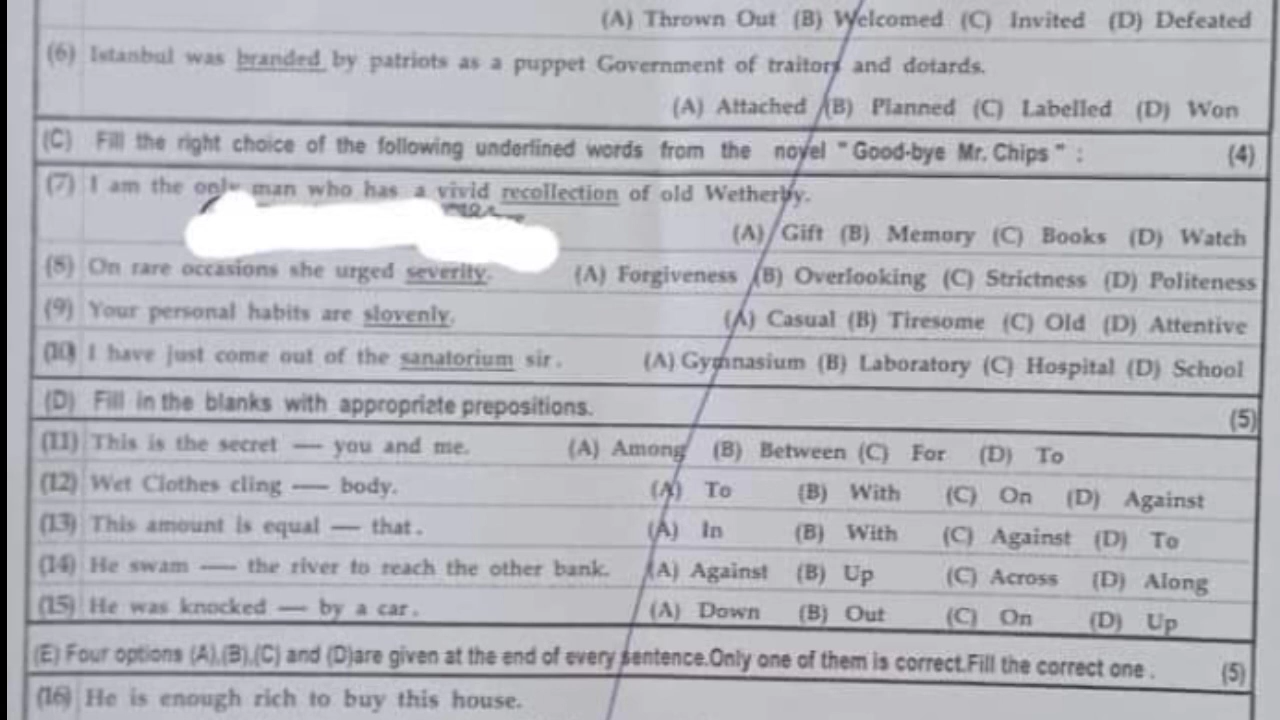 (A) Thrown Out (B) Welcomed (C) Invited (D) Defeated
(6) Istanbul was branded by patriots as a puppet Government of traitors and dotards.
(A) Attached (B) Planned (C) Labelled (D) Won
(C) Fill the right choice of the following underlined words from the novel "Good-bye Mr. Chips" : (4)
(7) I am the only man who has a vivid recollection of old Wetherby.
(A) Gift (B) Memory (C) Books (D) Watch
(8) On rare occasions she urged severity. (A) Forgiveness (B) Overlooking (C) Strictness (D) Politeness
(9) Your personal habits are slovenly. (A) Casual (B) Tiresome (C) Old (D) Attentive
(10) I have just come out of the sanatorium sir. (A) Gymnasium (B) Laboratory (C) Hospital (D) School
(D) Fill in the blanks with appropriate prepositions. (5)
(11) This is the secret — you and me. (A) Among (B) Between (C) For (D) To
(12) Wet Clothes cling — body. (A) To (B) With (C) On (D) Against
(13) This amount is equal — that. (A) In (B) With (C) Against (D) To
(14) He swam — the river to reach the other bank. (A) Against (B) Up (C) Across (D) Along
(15) He was knocked — by a car. (A) Down (B) Out (C) On (D) Up
(E) Four options (A),(B),(C) and (D)are given at the end of every sentence.Only one of them is correct.Fill the correct one. (5)
(16) He is enough rich to buy this house.